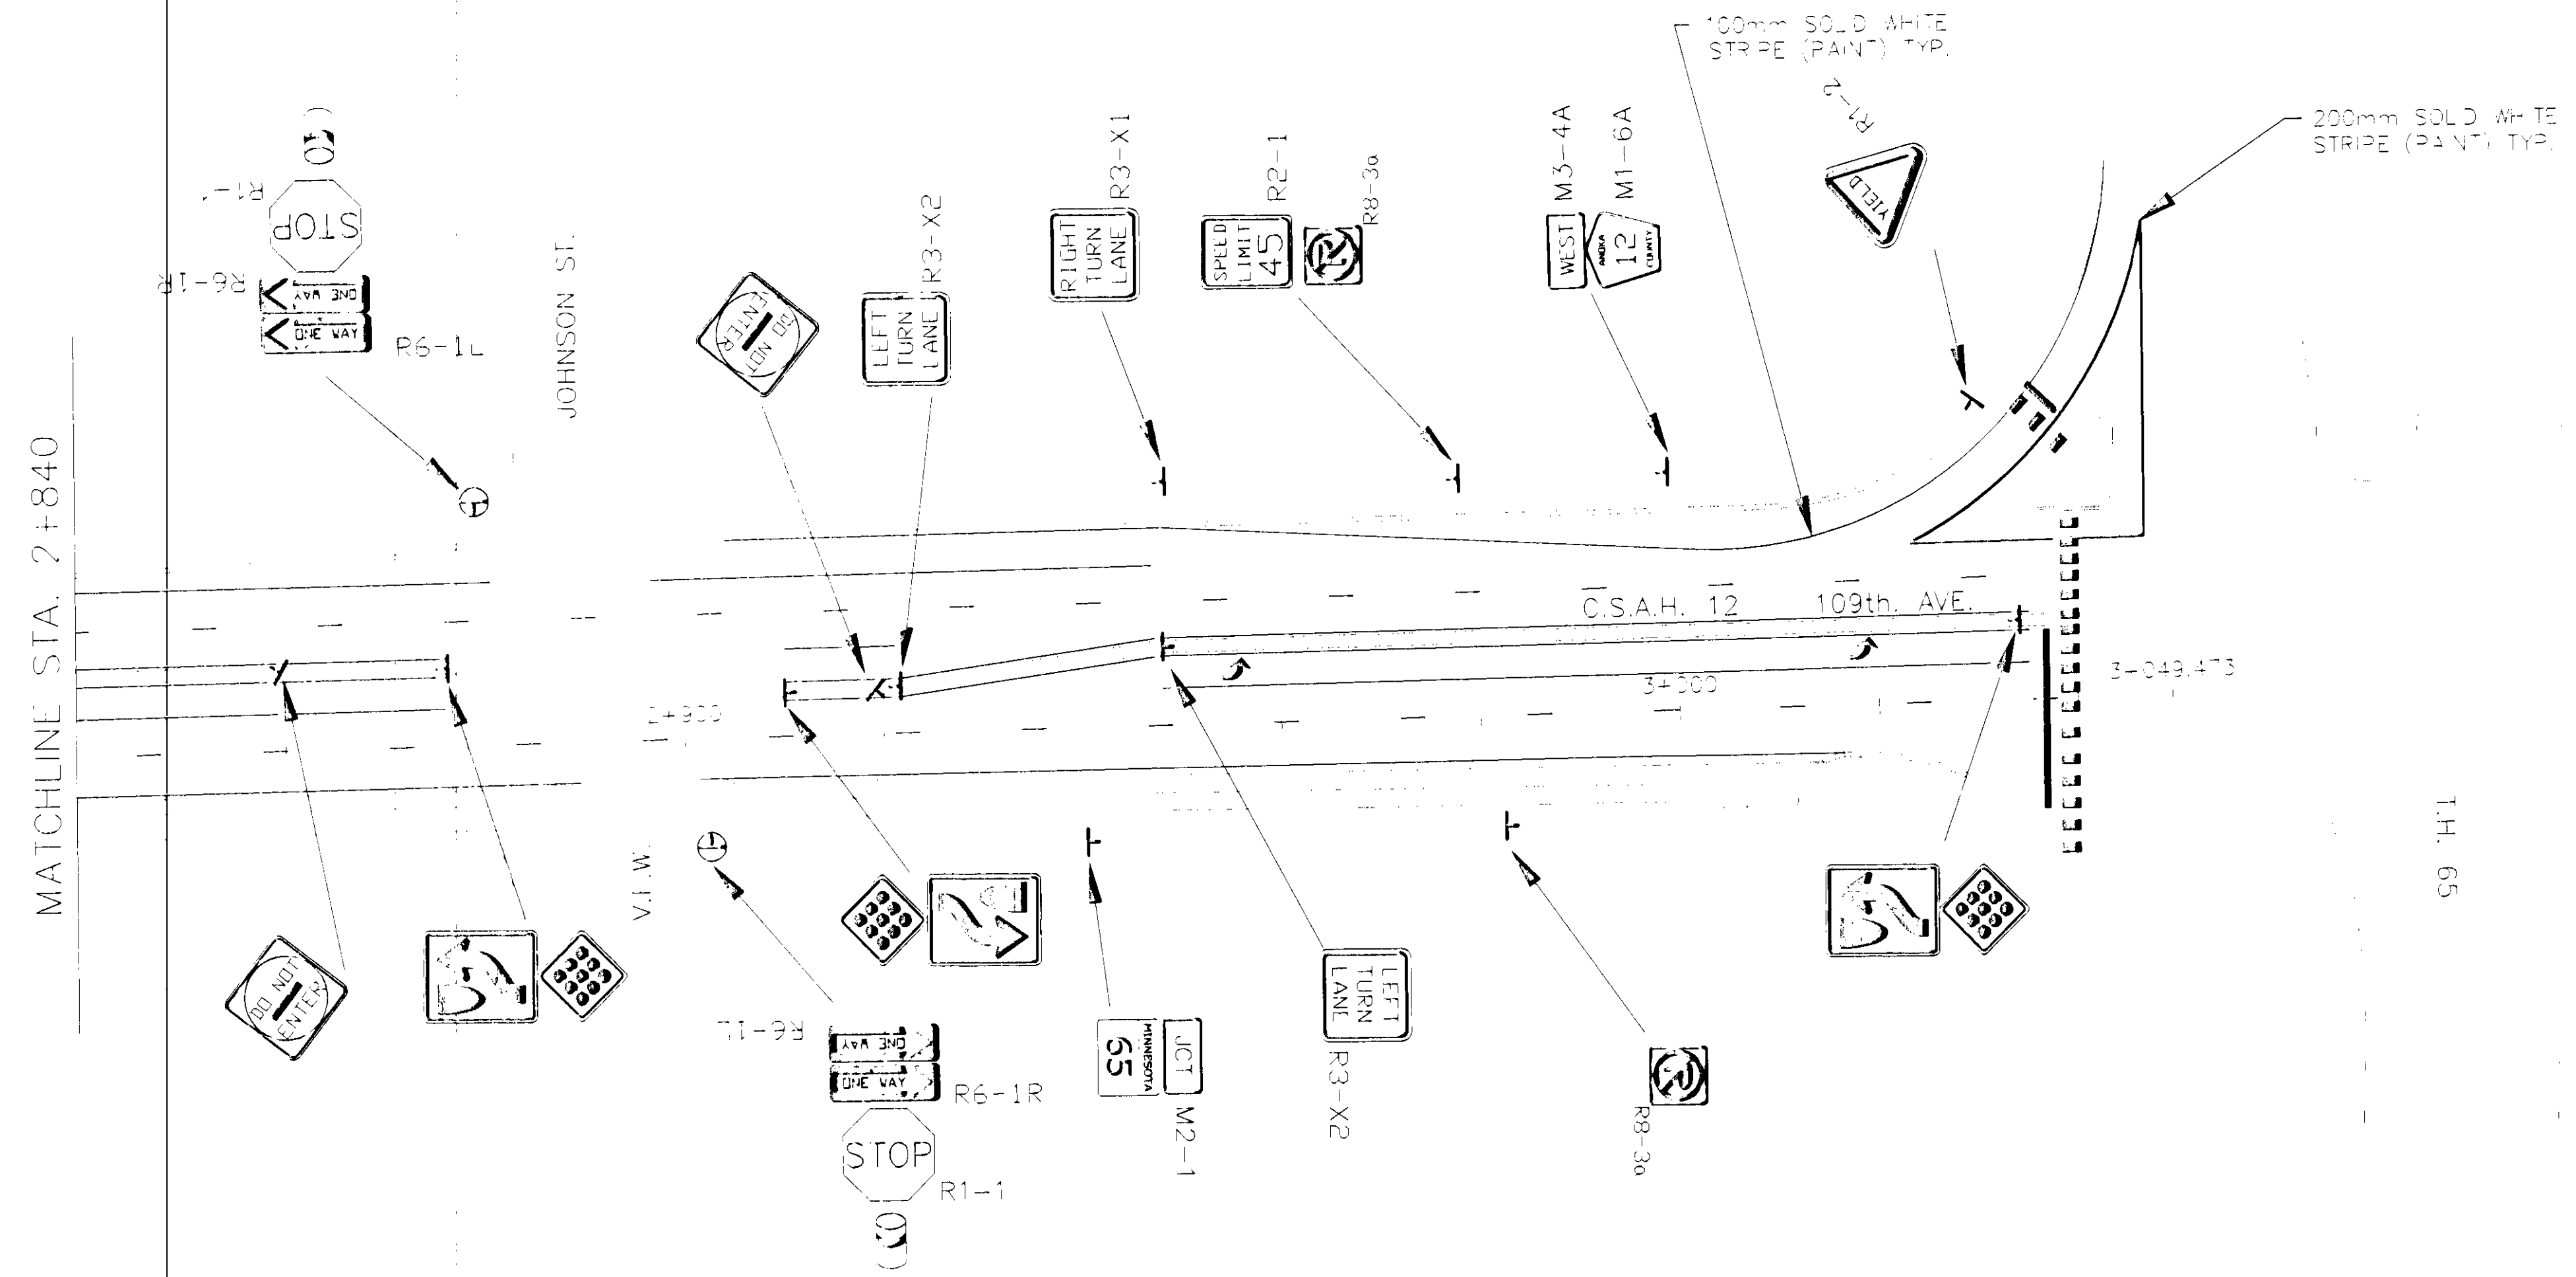 100mm SOLID WHITE
STRIPE (PAINT) TYP.
200mm SOLID WHITE
STRIPE (PAINT) TYP.
R1-2
YIELD
M3-4A
M1-6A
WEST
ANOKA
12
COUNTY
R2-1
R8-3a
SPEED
LIMIT
45
R
R3-X1
RIGHT
TURN
LANE
R3-X2
LEFT
TURN
LANE
DO NOT
ENTER
JOHNSON ST.
R1-1
STOP
R6-1R
ONE WAY
ONE WAY
R6-1L
MATCHLINE STA. 2+840
C.S.A.H. 12 109th. AVE.
2+900
3+000
3+049.473
T.H. 65
DO NOT
ENTER
R6-1L
ONE WAY
ONE WAY
R6-1R
STOP
R1-1
JCT
MINNESOTA
65
M2-1
LEFT
TURN
LANE
R3-X2
R8-3a